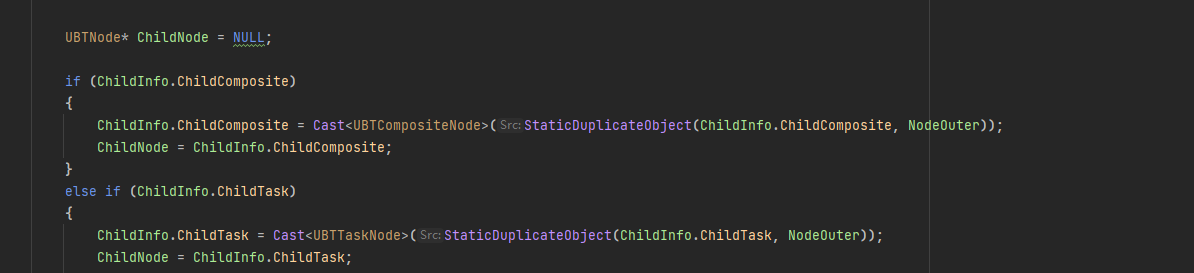 UBTNode* ChildNode = NULL;
if (ChildInfo.ChildComposite)
{
ChildInfo.ChildComposite = Cast<UBTCompositeNode>(Src:StaticDuplicateObject(ChildInfo.ChildComposite, NodeOuter));
ChildNode = ChildInfo.ChildComposite;
}
else if (ChildInfo.ChildTask)
{
ChildInfo.ChildTask = Cast<UBTTaskNode>(Src:StaticDuplicateObject(ChildInfo.ChildTask, NodeOuter));
ChildNode = ChildInfo.ChildTask;